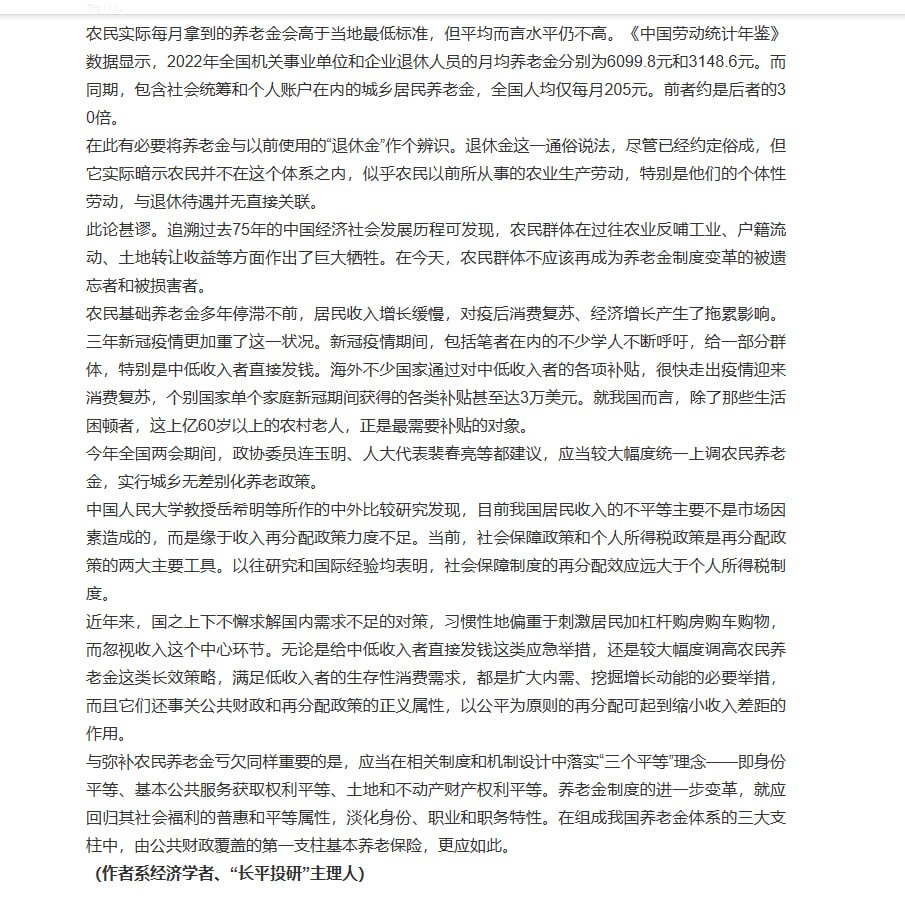 农民实际每月拿到的养老金会高于当地最低标准，但平均而言水平仍不高。《中国劳动统计年鉴》
数据显示，2022年全国机关事业单位和企业退休人员的月均养老金分别为6099.8元和3148.6元。而
同期，包含社会统筹和个人账户在内的城乡居民养老金，全国人均仅每月205元。前者约是后者的3
0倍。
在此有必要将养老金与以前使用的“退休金”作个辨识。退休金这一通俗说法，尽管已经约定俗成，但
它实际暗示农民并不在这个体系之内，似乎农民以前所从事的农业生产劳动，特别是他们的个体性
劳动，与退休待遇并无直接关联。
此论甚谬。追溯过去75年的中国经济社会发展历程可发现，农民群体在过往农业反哺工业、户籍流
动、土地转让收益等方面作出了巨大牺牲。在今天，农民群体不应该再成为养老金制度变革的被遗
忘者和被损害者。
农民基础养老金多年停滞不前，居民收入增长缓慢，对疫后消费复苏、经济增长产生了拖累影响。
三年新冠疫情更加重了这一状况。新冠疫情期间，包括笔者在内的不少学人不断呼吁，给一部分群
体，特别是中低收入者直接发钱。海外不少国家通过对中低收入者的各项补贴，很快走出疫情迎来
消费复苏，个别国家单个家庭新冠期间获得的各类补贴甚至达3万美元。就我国而言，除了那些生活
困顿者，这上亿60岁以上的农村老人，正是最需要补贴的对象。
今年全国两会期间，政协委员连玉明、人大代表裴春亮等都建议，应当较大幅度统一上调农民养老
金，实行城乡无差别化养老政策。
中国人民大学教授岳希明等所作的中外比较研究发现，目前我国居民收入的不平等主要不是市场因
素造成的，而是缘于收入再分配政策力度不足。当前，社会保障政策和个人所得税政策是再分配政
策的两大主要工具。以往研究和国际经验均表明，社会保障制度的再分配效应远大于个人所得税制
度。
近年来，国之上下不懈求解国内需求不足的对策，习惯性地偏重于刺激居民加杠杆购房购车购物，
而忽视收入这个中心环节。无论是给中低收入者直接发钱这类应急举措，还是较大幅度调高农民养
老金这类长效策略，满足低收入者的生存性消费需求，都是扩大内需、挖掘增长动能的必要举措，
而且它们还事关公共财政和再分配政策的正义属性，以公平为原则的再分配可起到缩小收入差距的
作用。
与弥补农民养老金亏欠同样重要的是，应当在相关制度和机制设计中落实“三个平等”理念——即身份
平等、基本公共服务获取权利平等、土地和不动产财产权利平等。养老金制度的进一步变革，就应
回归其社会福利的普惠和平等属性，淡化身份、职业和职务特性。在组成我国养老金体系的三大支
柱中，由公共财政覆盖的第一支柱基本养老保险，更应如此。
（作者系经济学者、“长平投研”主理人）